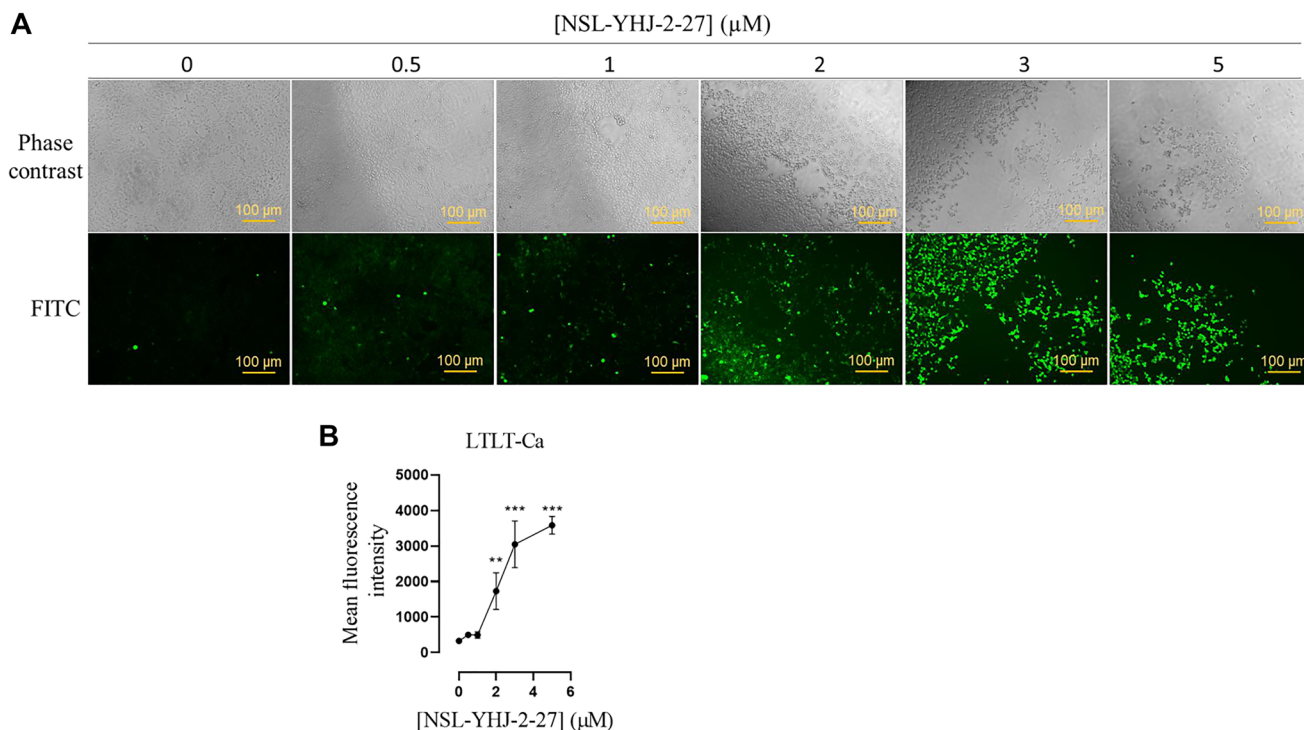 A
[NSL-YHJ-2-27] (µM)
0 0.5 1 2 3 5
Phase
contrast
100 µm 100 µm 100 µm 100 µm 100 µm 100 µm
FITC
100 µm 100 µm 100 µm 100 µm 100 µm 100 µm
B
LTLT-Ca
Mean fluorescence
intensity
5000
4000
3000
2000
1000
0
** *** ***
0 2 4 6
[NSL-YHJ-2-27] (µM)